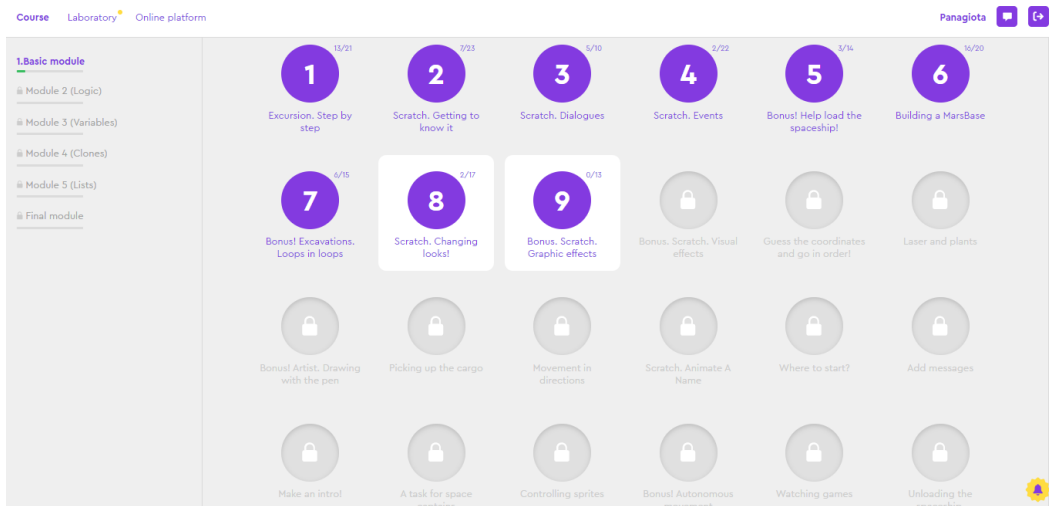 Course Laboratory Online platform Panagiota
1.Basic module
Module 2 (Logic)
Module 3 (Variables)
Module 4 (Clones)
Module 5 (Lists)
Final module
13/21 7/23 5/10 2/22 3/14 16/20
1 2 3 4 5 6
Excursion. Step by step
Scratch. Getting to know it
Scratch. Dialogues
Scratch. Events
Bonus! Help load the spaceship!
Building a MarsBase
6/15 2/17 0/13
7 8 9
Bonus! Excavations. Loops in loops
Scratch. Changing looks!
Bonus. Scratch. Graphic effects
Bonus. Scratch. Visual effects
Guess the coordinates and go in order!
Laser and plants
Bonus! Artist. Drawing with the pen
Picking up the cargo
Movement in directions
Scratch. Animate A Name
Where to start?
Add messages
Make an intro!
A task for space
Controlling sprites
Bonus! Autonomous
Watching games
Unloading the